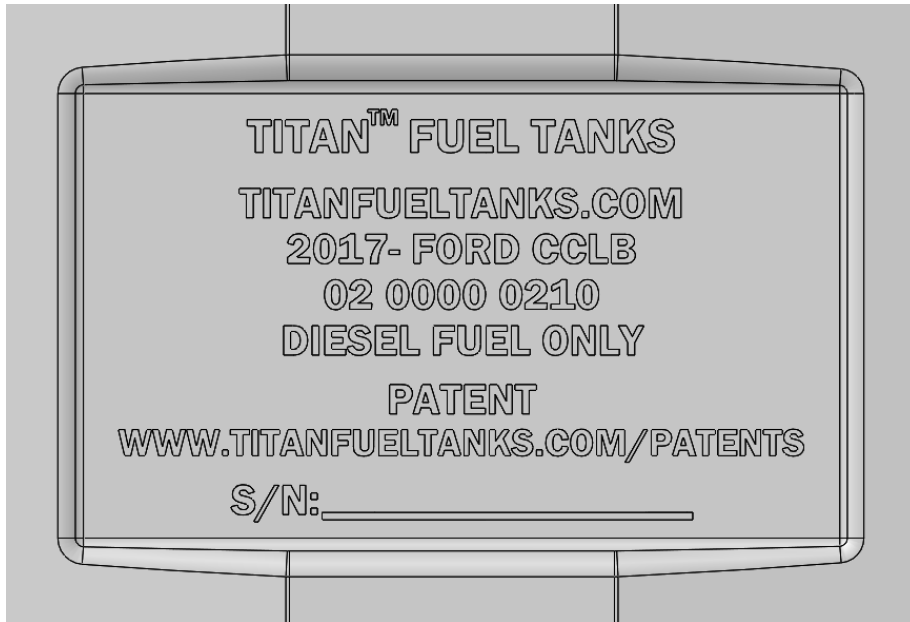 TITAN™ FUEL TANKS
TITANFUELTANKS.COM
2017- FORD CCLB
02 0000 0210
DIESEL FUEL ONLY
PATENT
WWW.TITANFUELTANKS.COM/PATENTS
S/N: